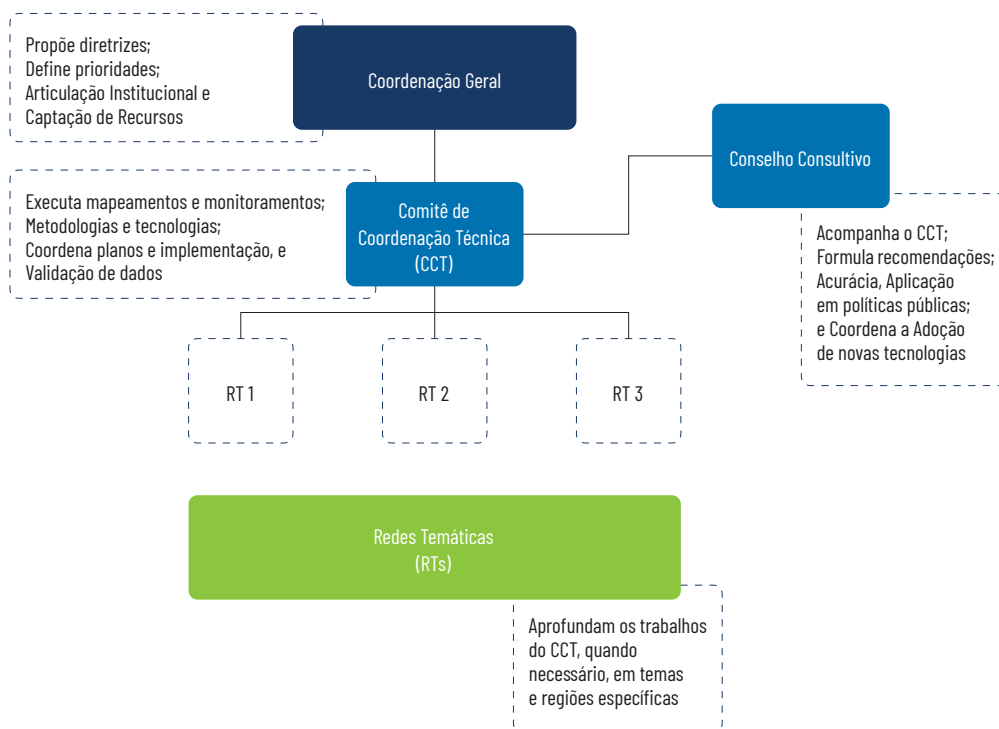 Propõe diretrizes;
Define prioridades;
Articulação Institucional e
Captação de Recursos
Coordenação Geral
Conselho Consultivo
Executa mapeamentos e monitoramentos;
Metodologias e tecnologias;
Coordena planos e implementação, e
Validação de dados
Comitê de
Coordenação Técnica
(CCT)
Acompanha o CCT;
Formula recomendações;
Acurácia, Aplicação
em políticas públicas;
e Coordena a Adoção
de novas tecnologias
RT 1
RT 2
RT 3
Redes Temáticas
(RTs)
Aprofundam os trabalhos
do CCT, quando
necessário, em temas
e regiões específicas